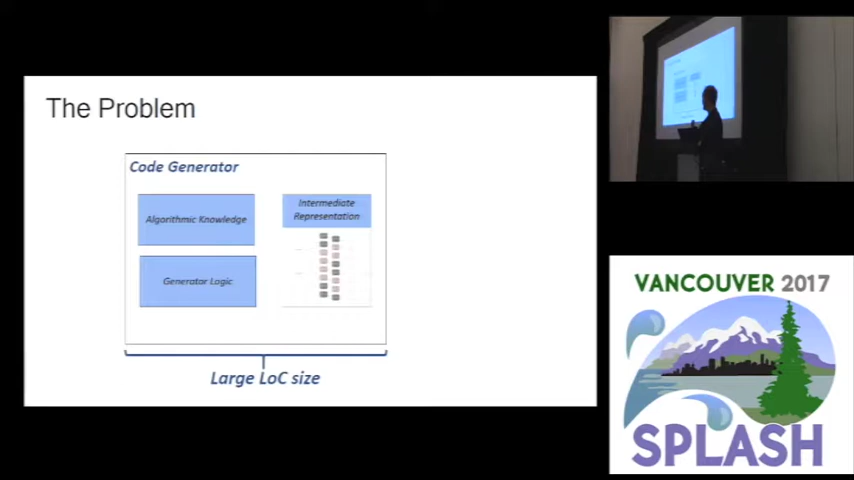 The Problem
Code Generator
Algorithmic Knowledge
Intermediate
Representation
Generator Logic
Large LoC size
VANCOUVER 2017
SPLASH